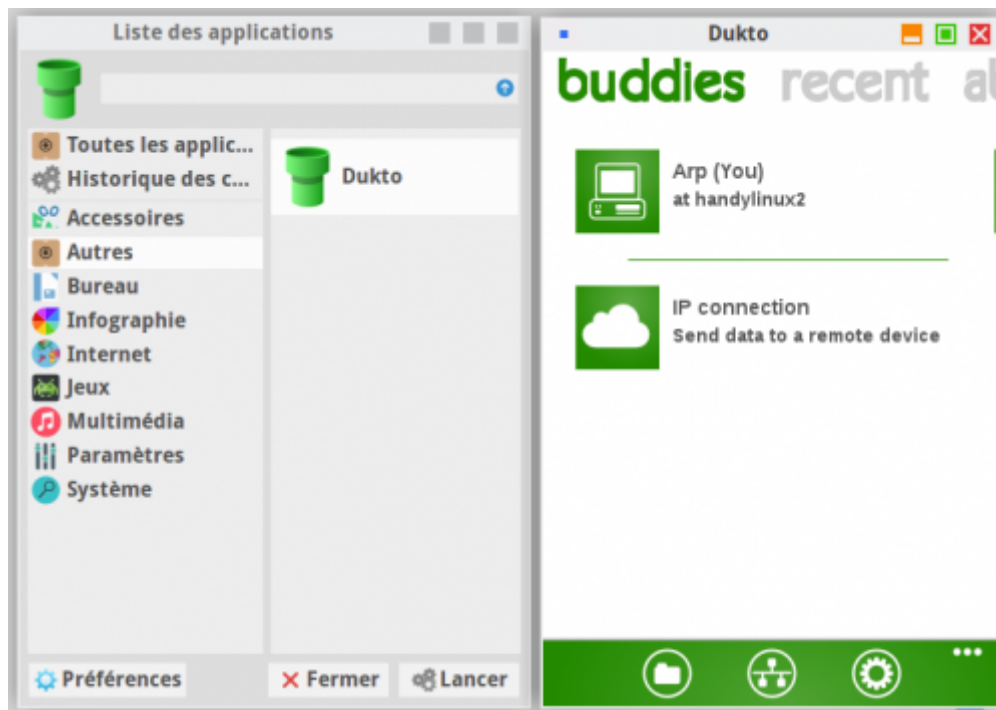 Liste des applications
Toutes les applic...
Historique des c...
Accessoires
Autres
Bureau
Infographie
Internet
Jeux
Multimédia
Paramètres
Système
Dukto
Préférences
Fermer
Lancer
Dukto
buddies recent
Arp (You)
at handylinux2
IP connection
Send data to a remote device